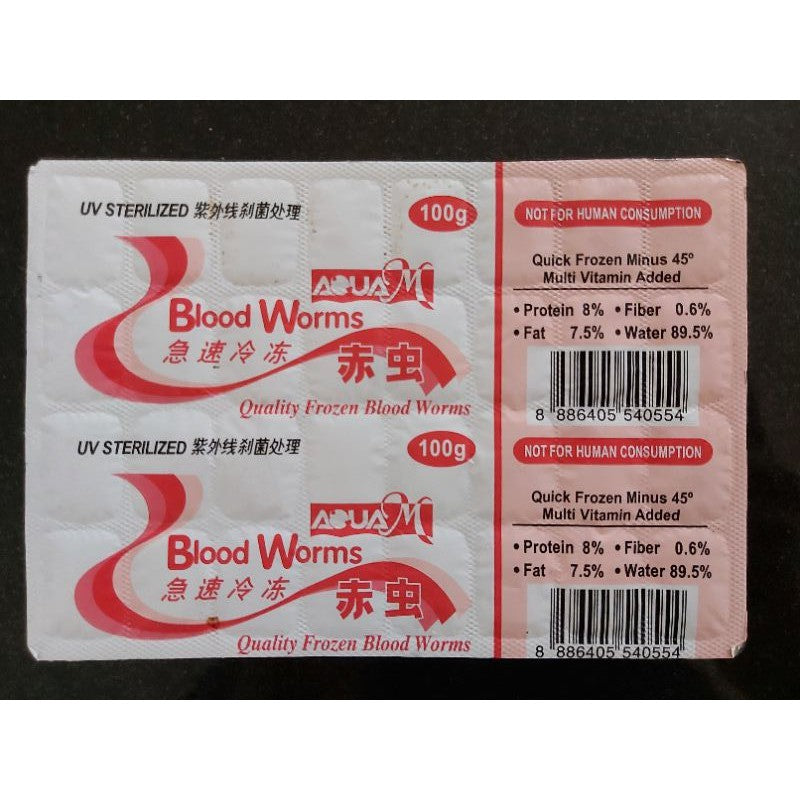 UV STERILIZED 紫外线刹菌处理
100g
AQUA M
Blood Worms
急速冷冻
赤虫
Quality Frozen Blood Worms
NOT FOR HUMAN CONSUMPTION
Quick Frozen Minus 45º
Multi Vitamin Added
• Protein 8% • Fiber 0.6%
• Fat 7.5% • Water 89.5%
8 886405 540554
UV STERILIZED 紫外线刹菌处理
100g
AQUA M
Blood Worms
急速冷冻
赤虫
Quality Frozen Blood Worms
NOT FOR HUMAN CONSUMPTION
Quick Frozen Minus 45º
Multi Vitamin Added
• Protein 8% • Fiber 0.6%
• Fat 7.5% • Water 89.5%
8 886405 540554